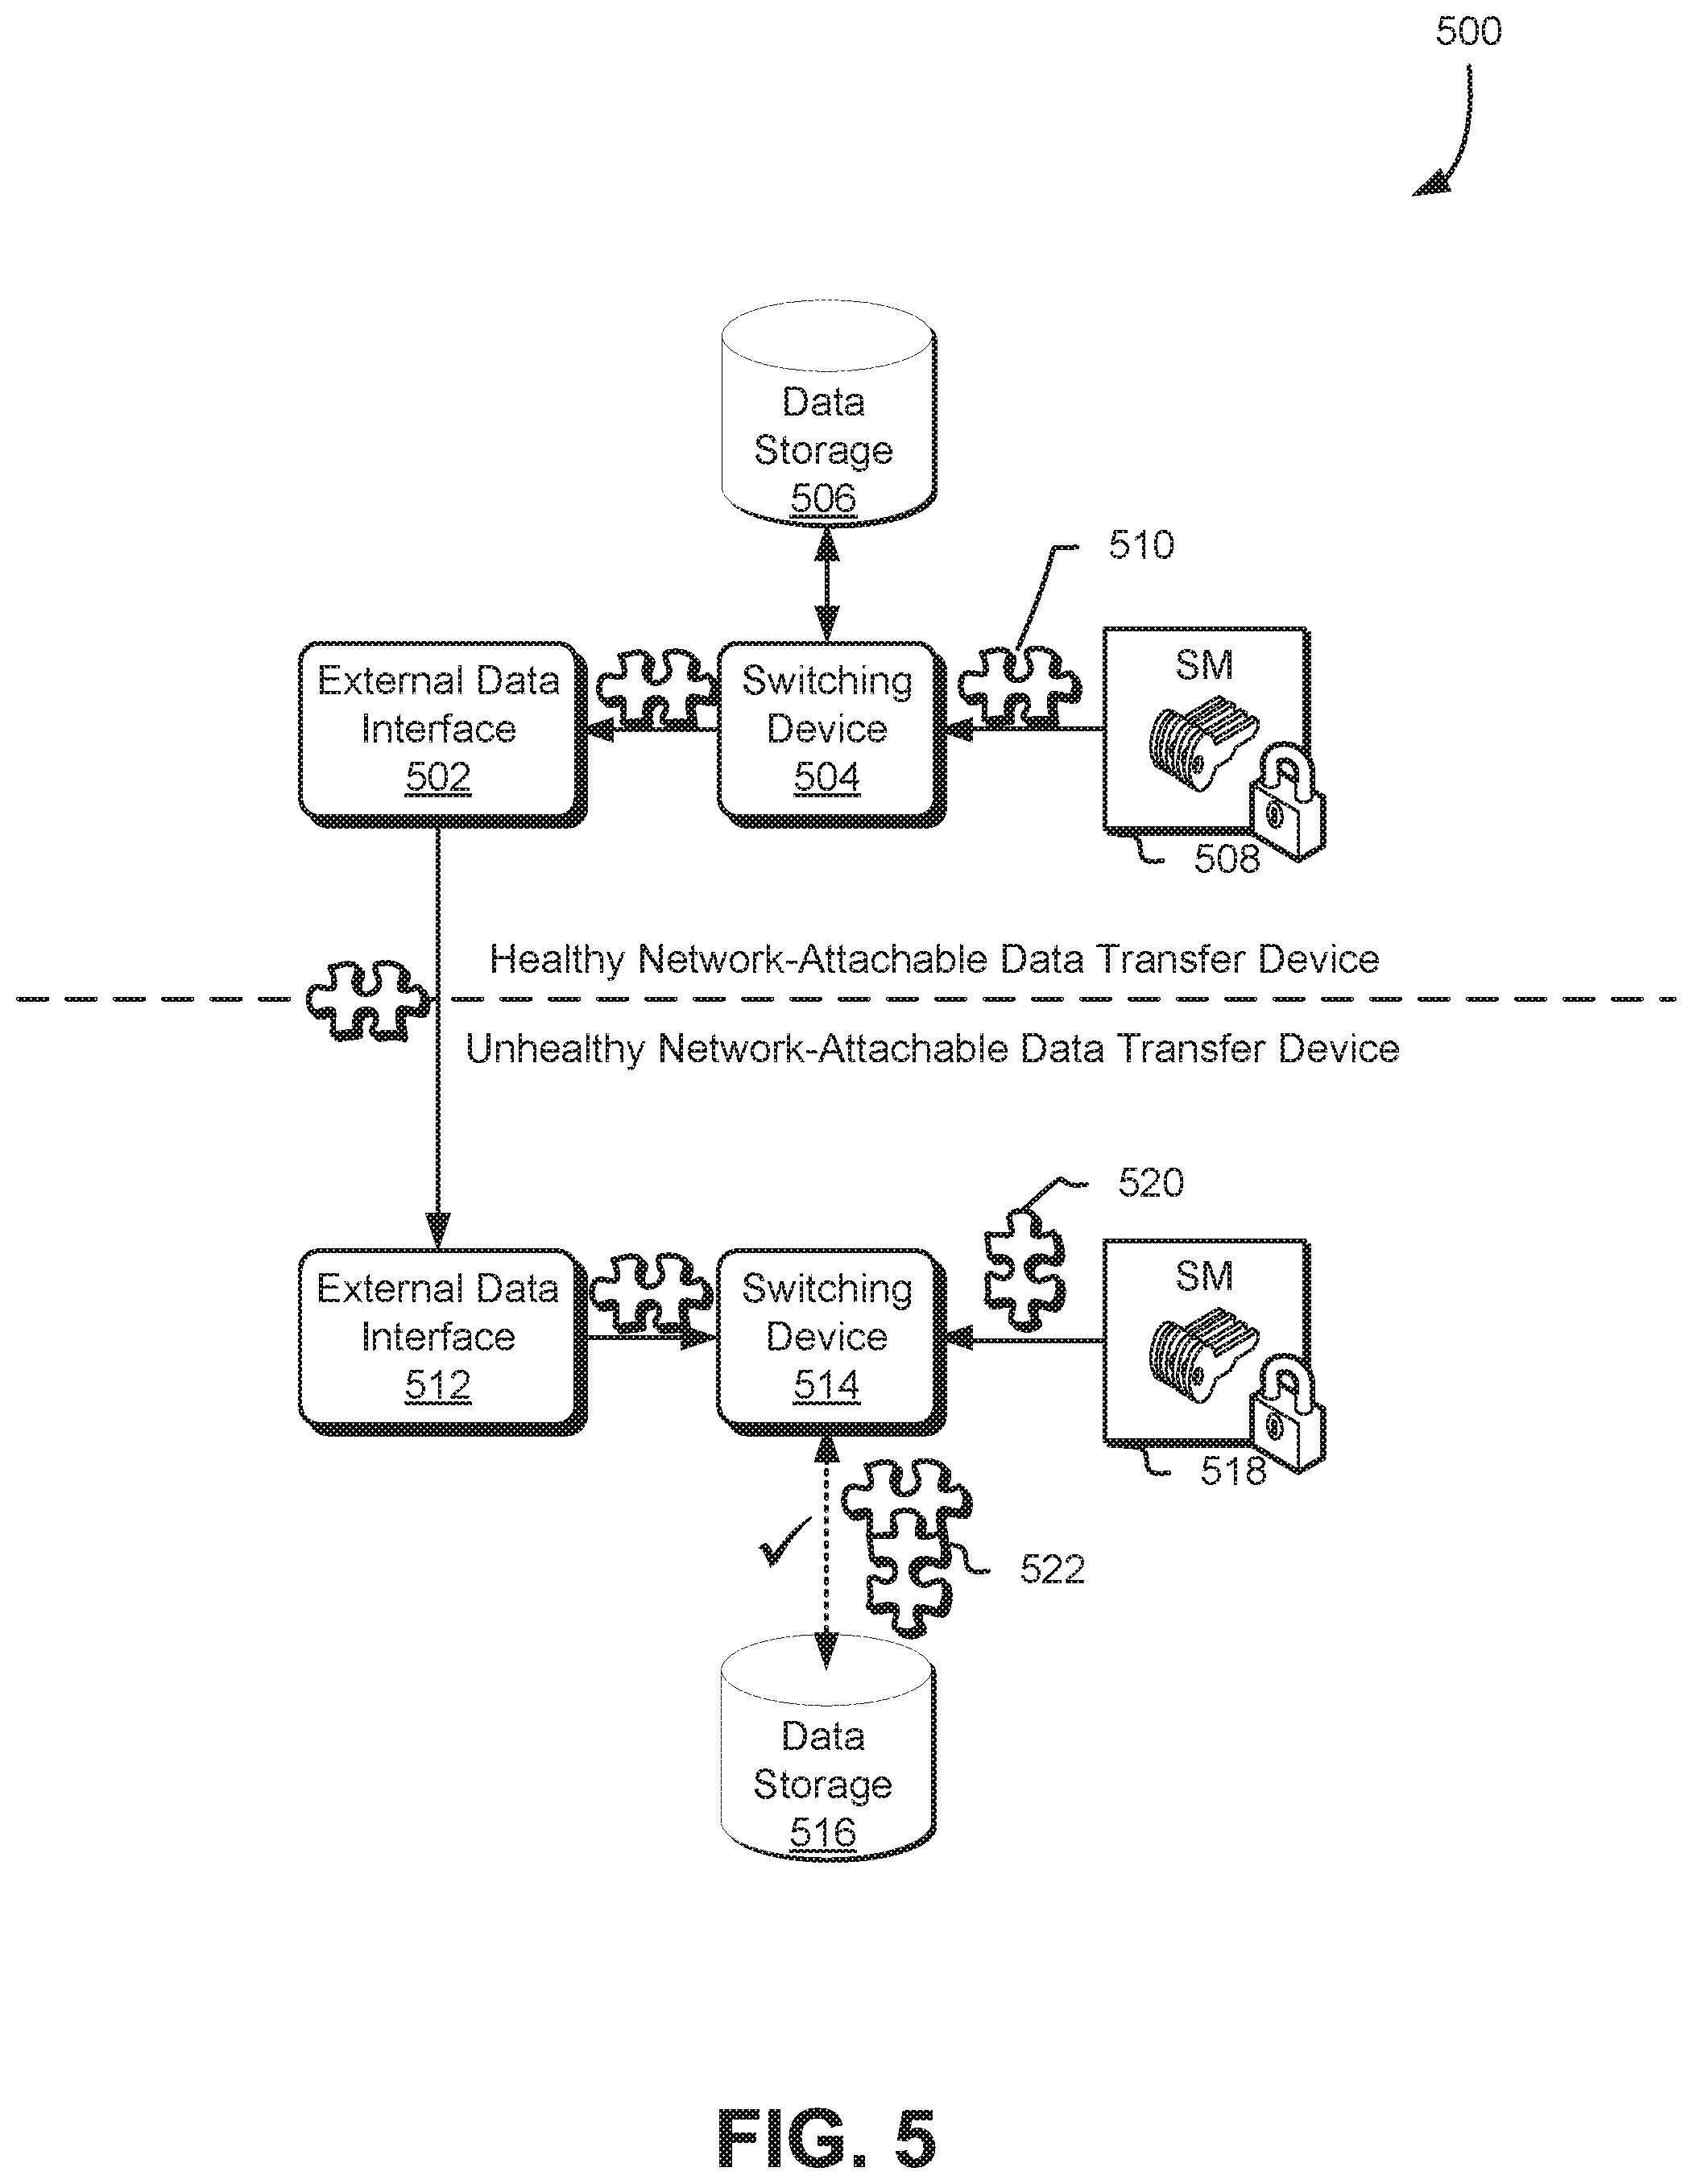 500
Data
Storage
506
510
External Data
Interface
502
Switching
Device
504
SM
508
Healthy Network-Attachable Data Transfer Device
Unhealthy Network-Attachable Data Transfer Device
520
External Data
Interface
512
Switching
Device
514
SM
518
522
Data
Storage
516
FIG. 5